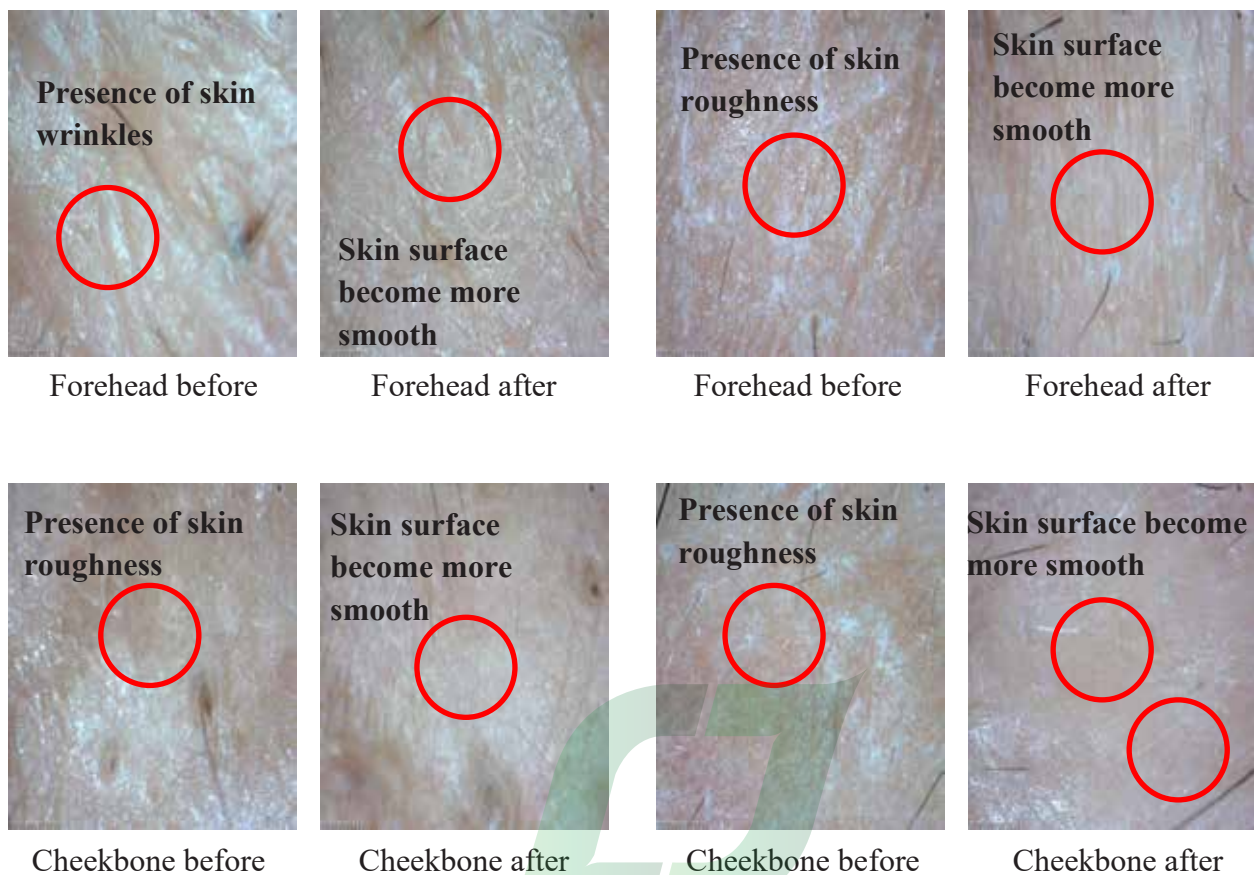 Presence of skin
wrinkles
Skin surface
become more
smooth
Presence of skin
roughness
Skin surface
become more
smooth
Forehead before
Forehead after
Forehead before
Forehead after
Presence of skin
roughness
Skin surface
become more
smooth
Presence of skin
roughness
Skin surface become
more smooth
Cheekbone before
Cheekbone after
Cheekbone before
Cheekbone after